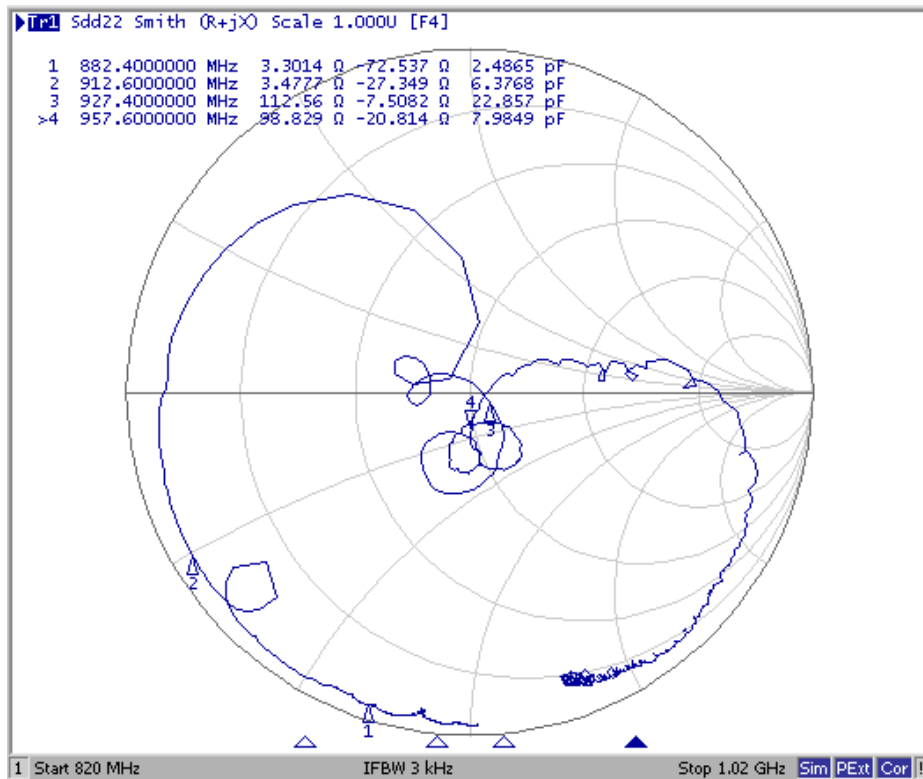 Tr1 Sdd22 Smith (R+jX) Scale 1.000U [F4]
1 882.4000000 MHz 3.3014 Ω -72.537 Ω 2.4865 pF
2 912.6000000 MHz 3.4777 Ω -27.349 Ω 6.3768 pF
3 927.4000000 MHz 112.56 Ω -7.5082 Ω 22.857 pF
>4 957.6000000 MHz 98.829 Ω -20.814 Ω 7.9849 pF
4
3
2
1
1 Start 820 MHz IFBW 3 kHz Stop 1.02 GHz Sim PExt Cor